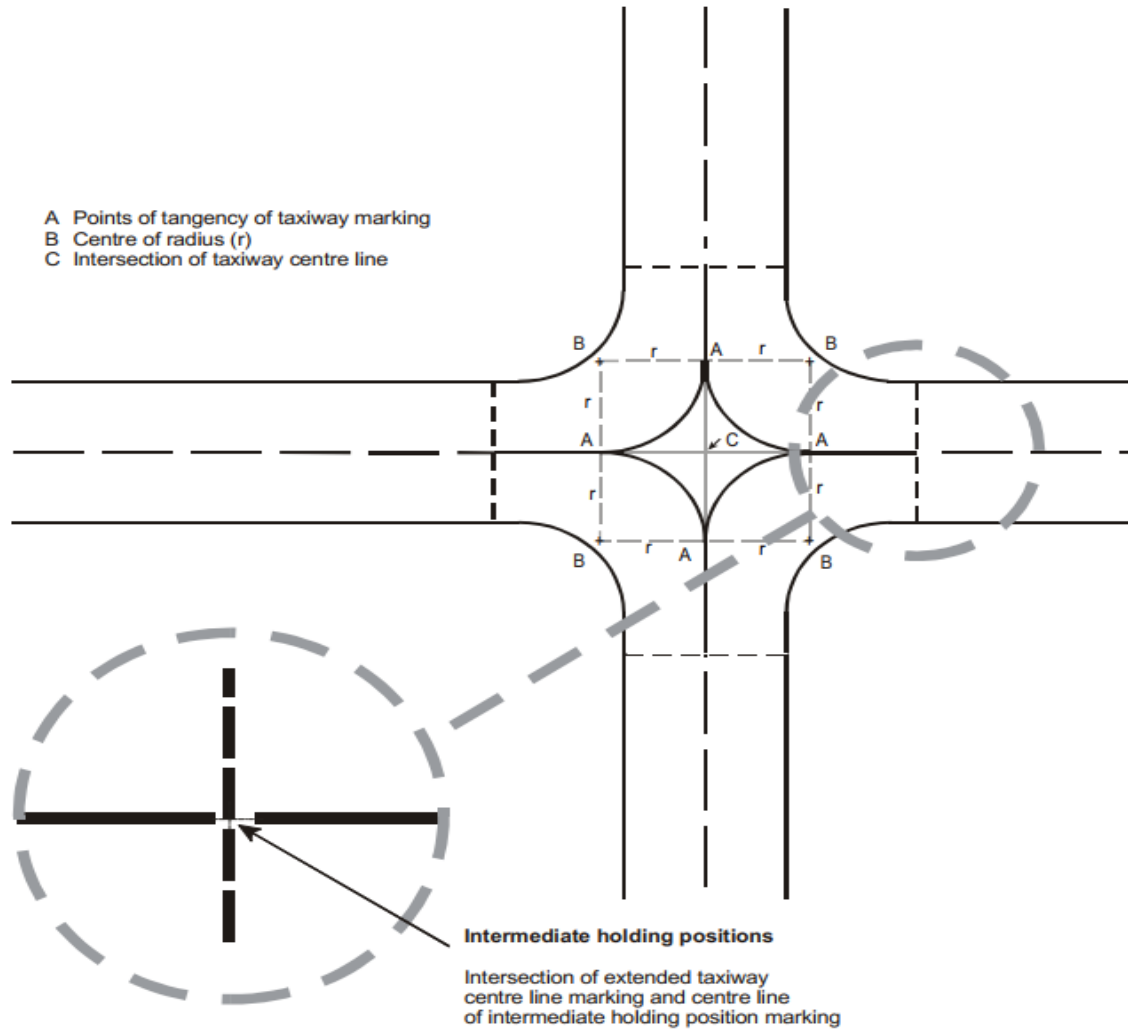 A Points of tangency of taxiway marking
B Centre of radius (r)
C Intersection of taxiway centre line
B
r
A
r
B
r
r
A
C
A
r
r
B
r
A
r
B
Intermediate holding positions
Intersection of extended taxiway
centre line marking and centre line
of intermediate holding position marking